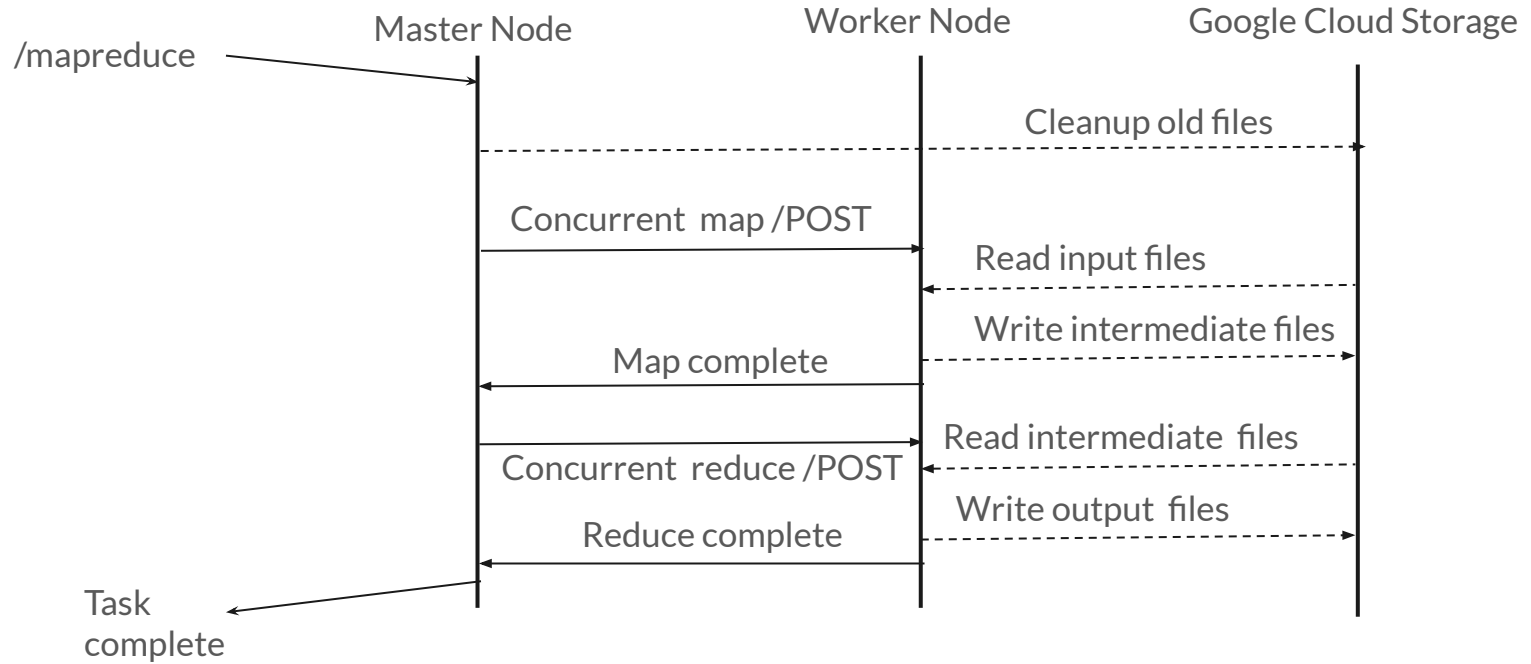 Master Node
Worker Node
Google Cloud Storage
/mapreduce
Cleanup old files
Concurrent map /POST
Read input files
Write intermediate files
Map complete
Read intermediate files
Concurrent reduce /POST
Write output files
Reduce complete
Task
complete